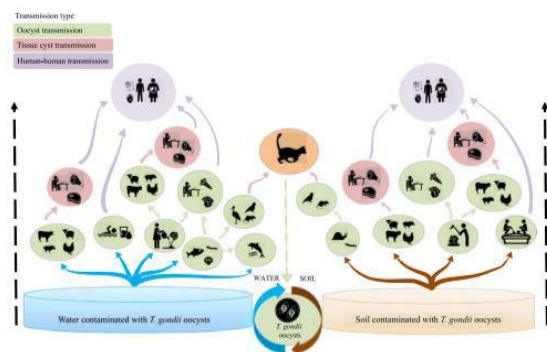 Transmission type
Oocyst transmission
Tissue cyst transmission
Human-human transmission
WATER
SOIL
Water contaminated with T. gondii oocysts
T. gondii
oocysts
Soil contaminated with T. gondii oocysts